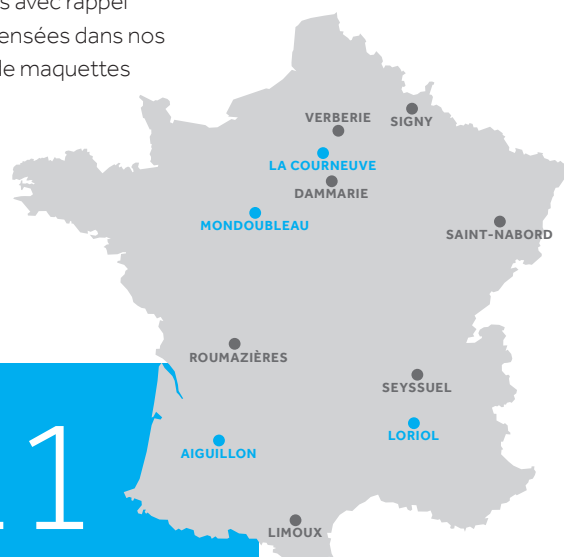 s avec rappel
ensées dans nos
de maquettes
VERBERIE
SIGNY
LA COURNEUVE
DAMMARIE
MONDOUBLEAU
SAINT-NABORD
ROUMAZIÈRES
SEYSSUEL
LORIOL
AIGUILLON
11
LIMOUX